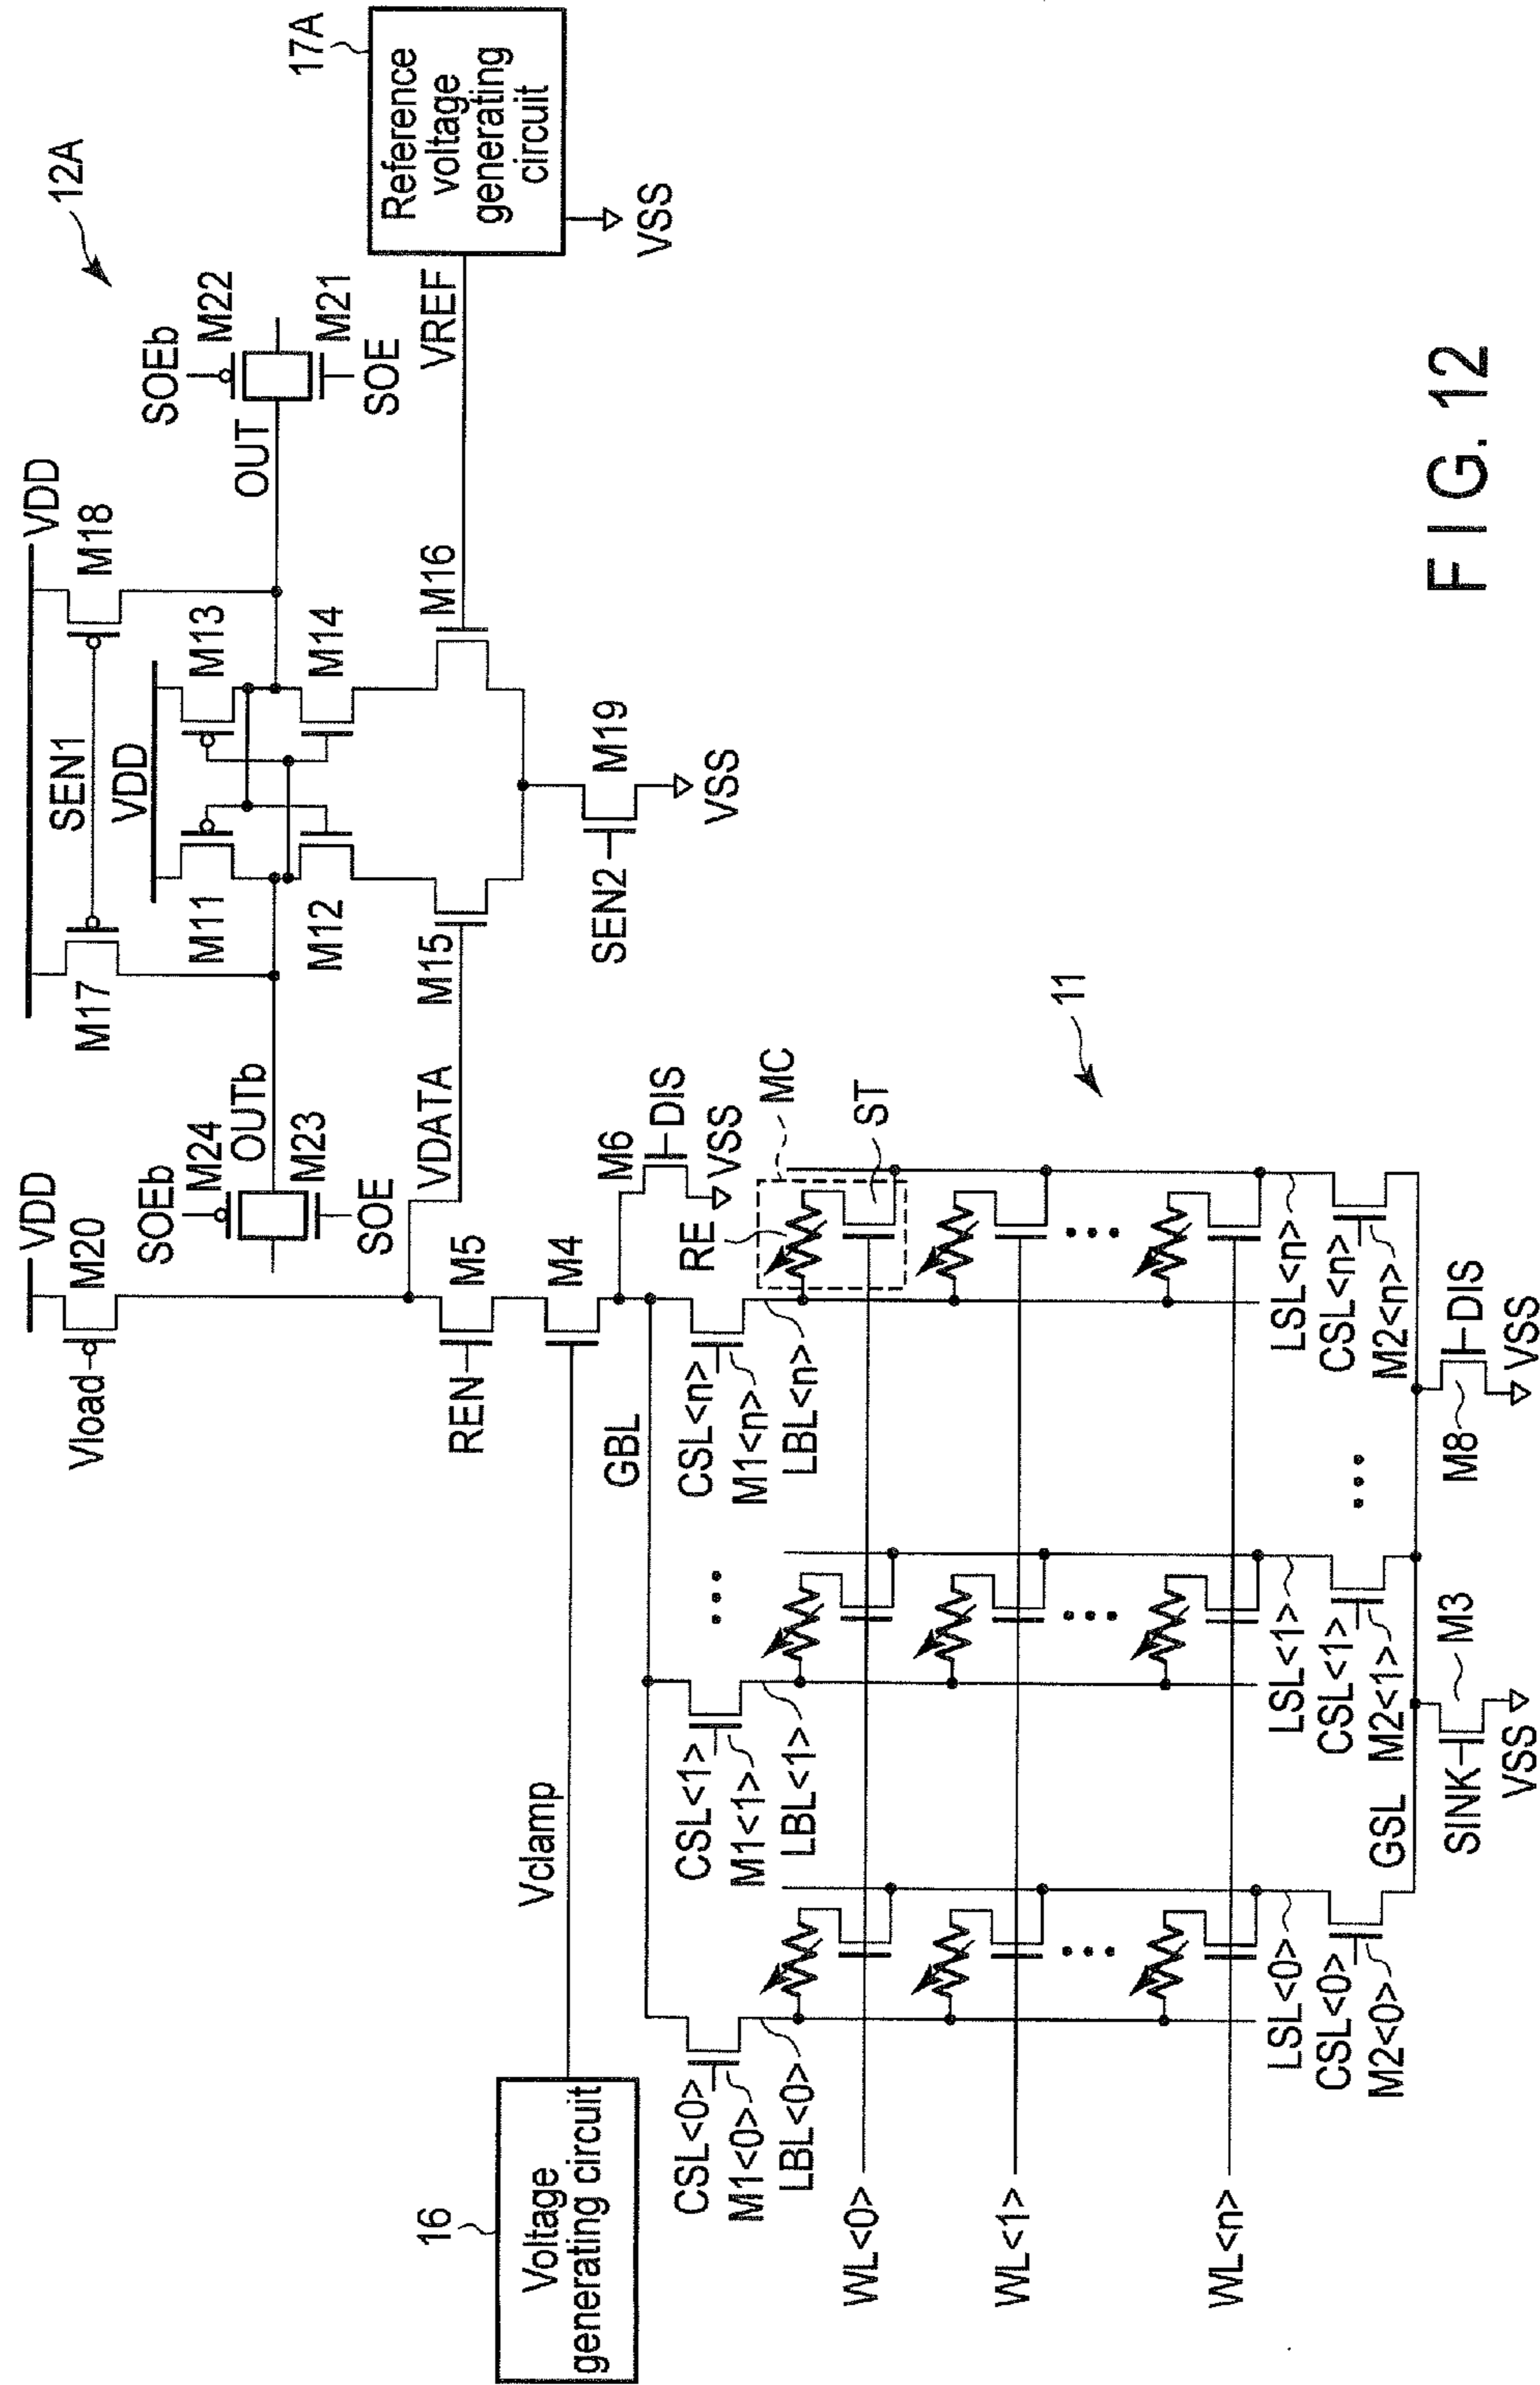 12A
17A
Reference
voltage
generating
circuit
VSS
VREF
SOEb
M22
M21
SOE
OUT
VDD
M18
SEN1
M17
VDD
M13
M14
M11
M12
M16
M15
M19
SEN2
VSS
VDD
M20
Vload
SOEb
M24
OUTb
M23
SOE
VDATA
REN
M5
M4
M6
DIS
VSS
16
Voltage
generating circuit
Vclamp
GBL
CSL<0>
M1<0>
LBL<0>
CSL<1>
M1<1>
LBL<1>
CSL<n>
M1<n>
LBL<n>
RE
MC
ST
11
WL<0>
WL<1>
WL<n>
LSL<0>
CSL<0>
M2<0>
LSL<1>
CSL<1>
M2<1>
LSL<n>
CSL<n>
M2<n>
GSL
SINK
M3
VSS
M8
DIS
VSS
FIG. 12